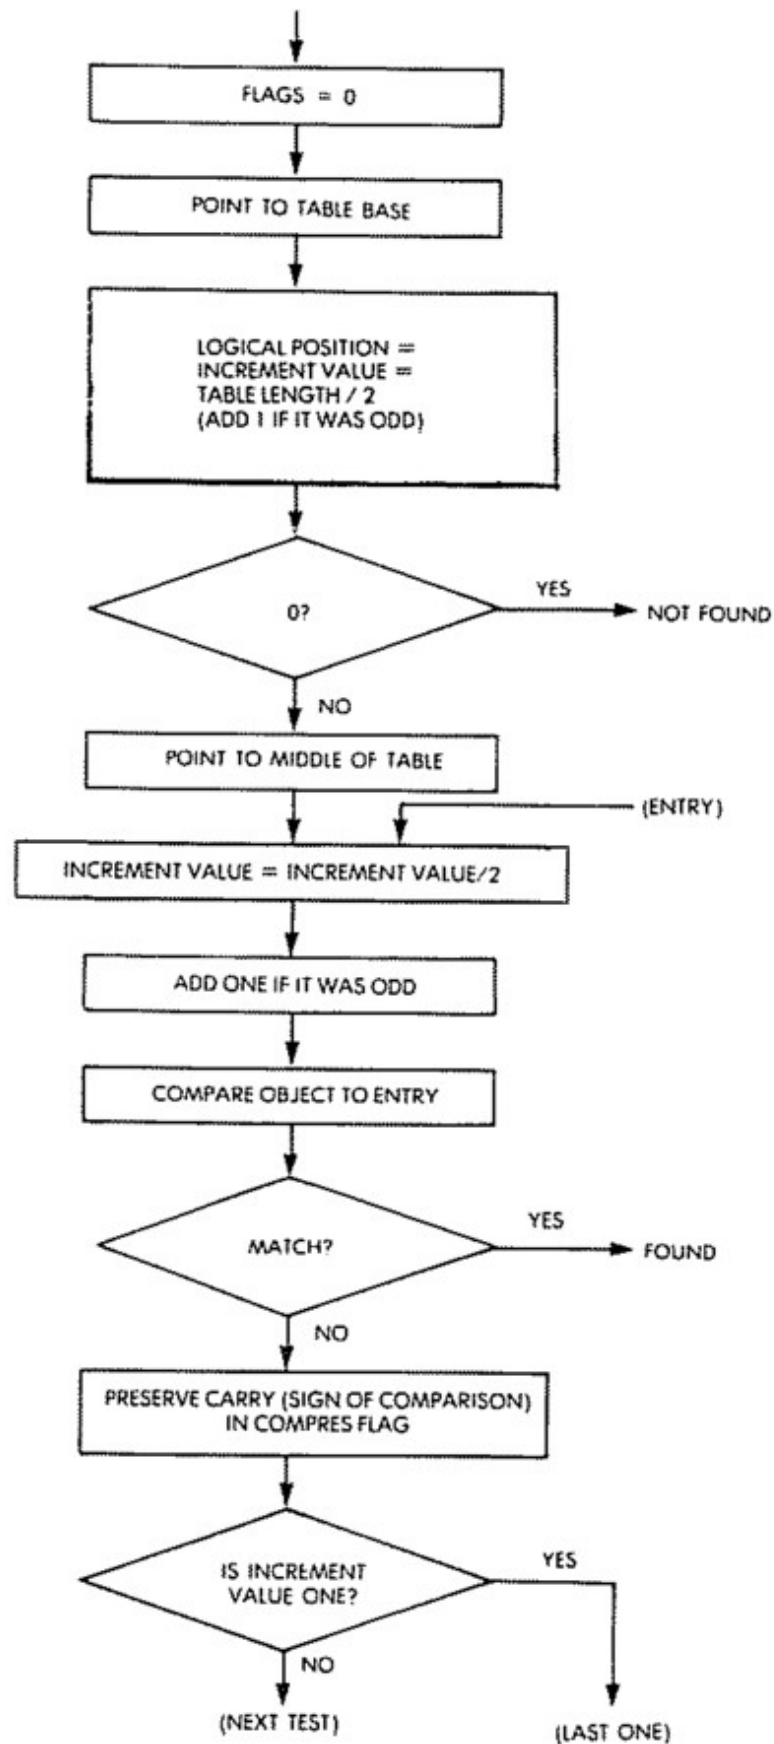 FLAGS = 0
POINT TO TABLE BASE
LOGICAL POSITION =
INCREMENT VALUE =
TABLE LENGTH / 2
(ADD 1 IF IT WAS ODD)
0?
YES
NOT FOUND
NO
POINT TO MIDDLE OF TABLE
(ENTRY)
INCREMENT VALUE = INCREMENT VALUE/2
ADD ONE IF IT WAS ODD
COMPARE OBJECT TO ENTRY
MATCH?
YES
FOUND
NO
PRESERVE CARRY (SIGN OF COMPARISON)
IN COMPRES FLAG
IS INCREMENT
VALUE ONE?
YES
NO
(NEXT TEST)
(LAST ONE)